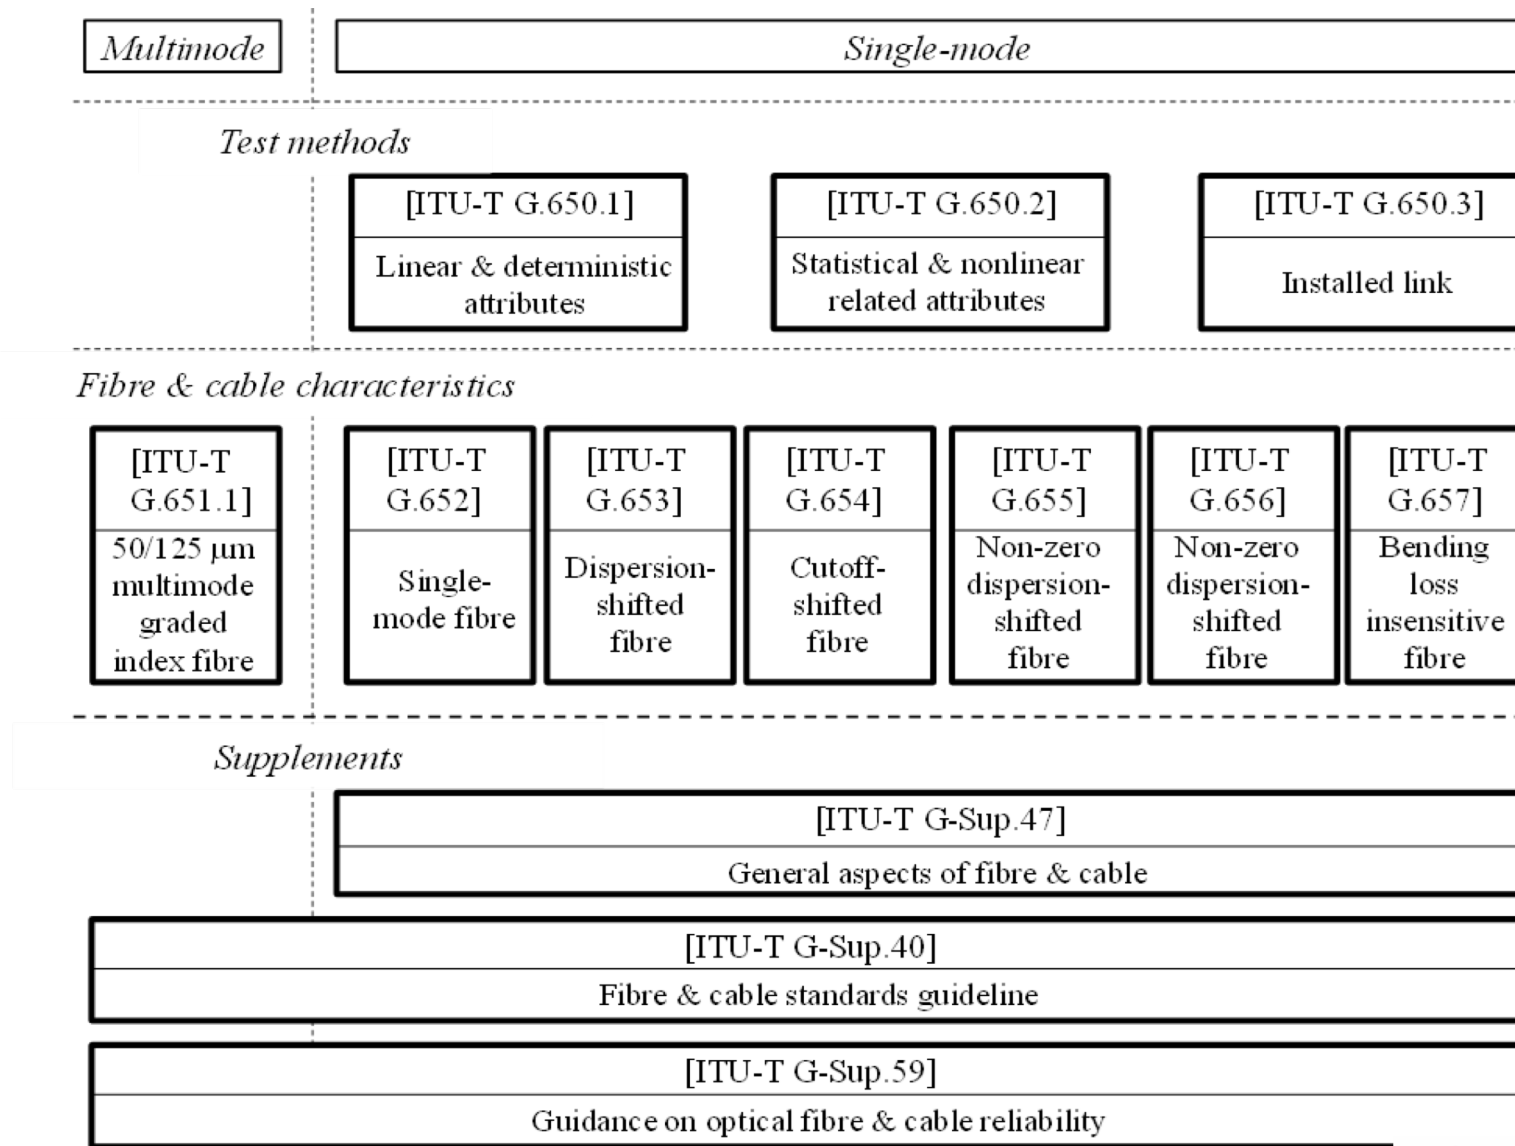 Multimode
Single-mode
Test methods
[ITU-T G.650.1]
Linear & deterministic
attributes
[ITU-T G.650.2]
Statistical & nonlinear
related attributes
[ITU-T G.650.3]
Installed link
Fibre & cable characteristics
[ITU-T
G.651.1]
50/125 µm
multimode
graded
index fibre
[ITU-T
G.652]
Single-
mode fibre
[ITU-T
G.653]
Dispersion-
shifted
fibre
[ITU-T
G.654]
Cutoff-
shifted
fibre
[ITU-T
G.655]
Non-zero
dispersion-
shifted
fibre
[ITU-T
G.656]
Non-zero
dispersion-
shifted
fibre
[ITU-T
G.657]
Bending
loss
insensitive
fibre
Supplements
[ITU-T G-Sup.47]
General aspects of fibre & cable
[ITU-T G-Sup.40]
Fibre & cable standards guideline
[ITU-T G-Sup.59]
Guidance on optical fibre & cable reliability